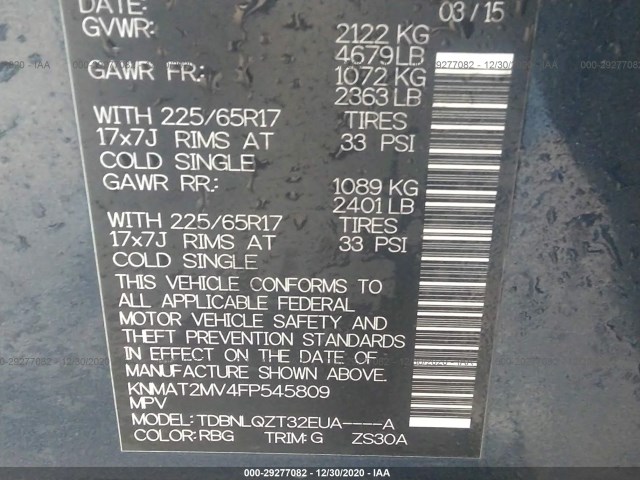 DATE: 03 / 15
GVWR: 2122 KG
4679 LB
GAWR FR: 1072 KG
2363 LB
WITH 225/65R17 TIRES
17x7J RIMS AT 33 PSI
COLD SINGLE
GAWR RR: 1089 KG
2401 LB
WITH 225/65R17 TIRES
17x7J RIMS AT 33 PSI
COLD SINGLE
THIS VEHICLE CONFORMS TO
ALL APPLICABLE FEDERAL
MOTOR VEHICLE SAFETY AND
THEFT PREVENTION STANDARDS
IN EFFECT ON THE DATE OF
MANUFACTURE SHOWN ABOVE.
KNMAT2MV4FP545809
MPV
MODEL: TDBNLQZT32EUA----A
COLOR: RBG TRIM: G ZS30A
000-29277082 - 12/30/2020 - IAA